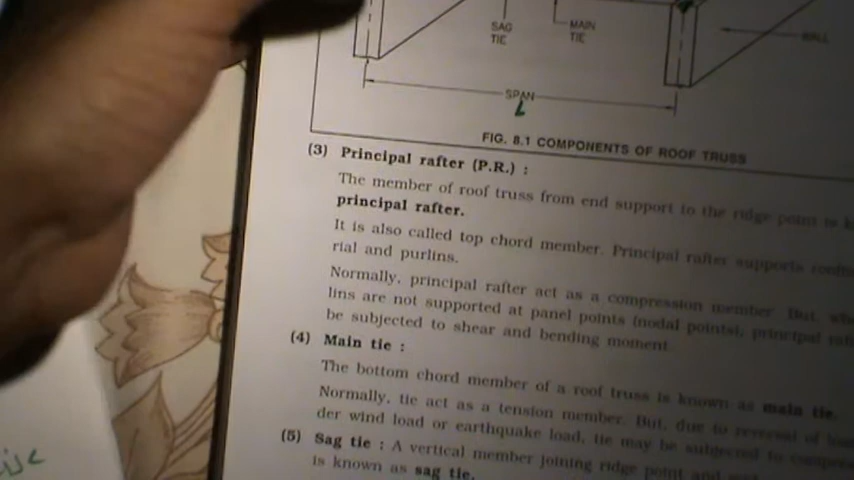 SAG
TIE
MAIN
TIE
WALL
SPAN
L
FIG. 8.1 COMPONENTS OF ROOF TRUSS
(3) Principal rafter (P.R.) :
The member of roof truss from end support to the ridge point is
principal rafter.
It is also called top chord member. Principal rafter supports
rial and purlins.
Normally, principal rafter act as a compression member. But,
lins are not supported at panel points (nodal points), principal
be subjected to shear and bending moment.
(4) Main tie :
The bottom chord member of a roof truss is known as main tie.
Normally, tie act as a tension member. But, due to reversal of
der wind load or earthquake load, tie may be subjected to
(5) Sag tie : A vertical member joining ridge point and
is known as sag tie.